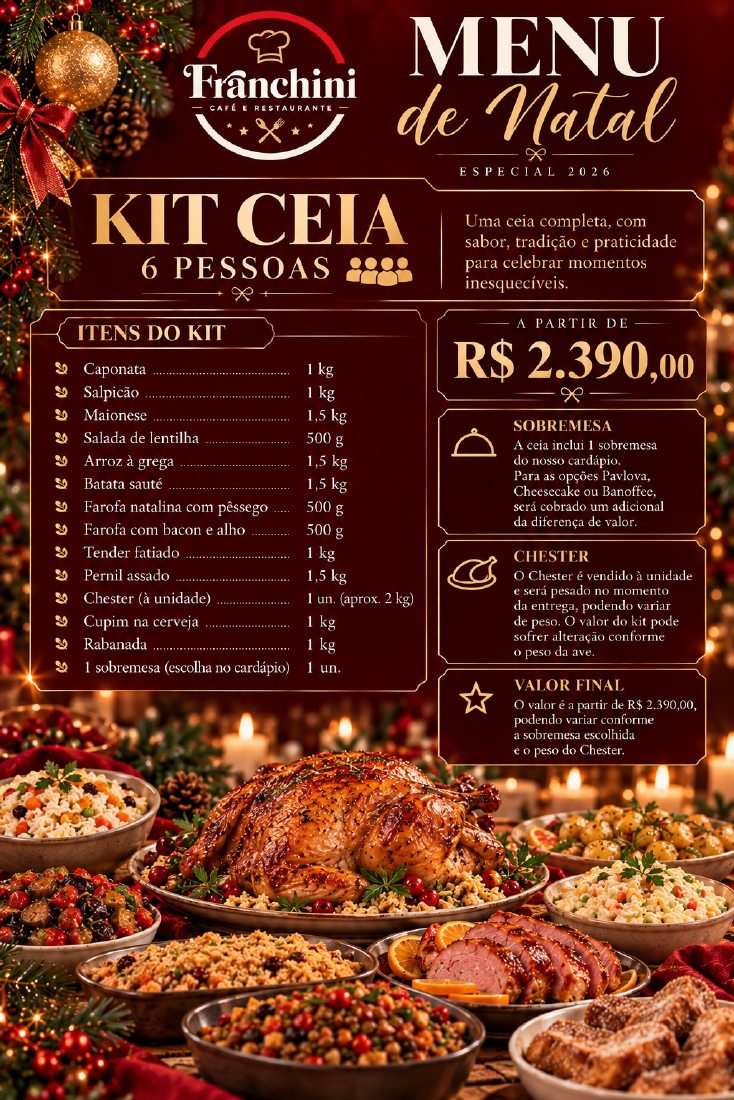 Franchini
CAFÉ E RESTAURANTE
MENU
de Natal
ESPECIAL 2026
KIT CEIA
6 PESSOAS
Uma ceia completa, com
sabor, tradição e praticidade
para celebrar momentos
inesquecíveis.
ITENS DO KIT
Caponata ........ 1 kg
Salpicão ........ 1 kg
Maionese ........ 1,5 kg
Salada de lentilha ........ 500 g
Arroz à grega ........ 1,5 kg
Batata sauté ........ 1,5 kg
Farofa natalina com pêssego ........ 500 g
Farofa com bacon e alho ........ 500 g
Tender fatiado ........ 1 kg
Pernil assado ........ 1,5 kg
Chester (à unidade) ........ 1 un. (aprox. 2 kg)
Cupim na cerveja ........ 1 kg
Rabanada ........ 1 kg
1 sobremesa (escolha no cardápio) 1 un.
A PARTIR DE
R$ 2.390,00
SOBREMESA
A ceia inclui 1 sobremesa
do nosso cardápio.
Para as opções Pavlova,
Cheesecake ou Banoffee,
será cobrado um adicional
da diferença de valor.
CHESTER
O Chester é vendido à unidade
e será pesado no momento
da entrega, podendo variar
de peso. O valor do kit pode
sofrer alteração conforme
o peso da ave.
VALOR FINAL
O valor é a partir de R$ 2.390,00,
podendo variar conforme
a sobremesa escolhida
e o peso do Chester.